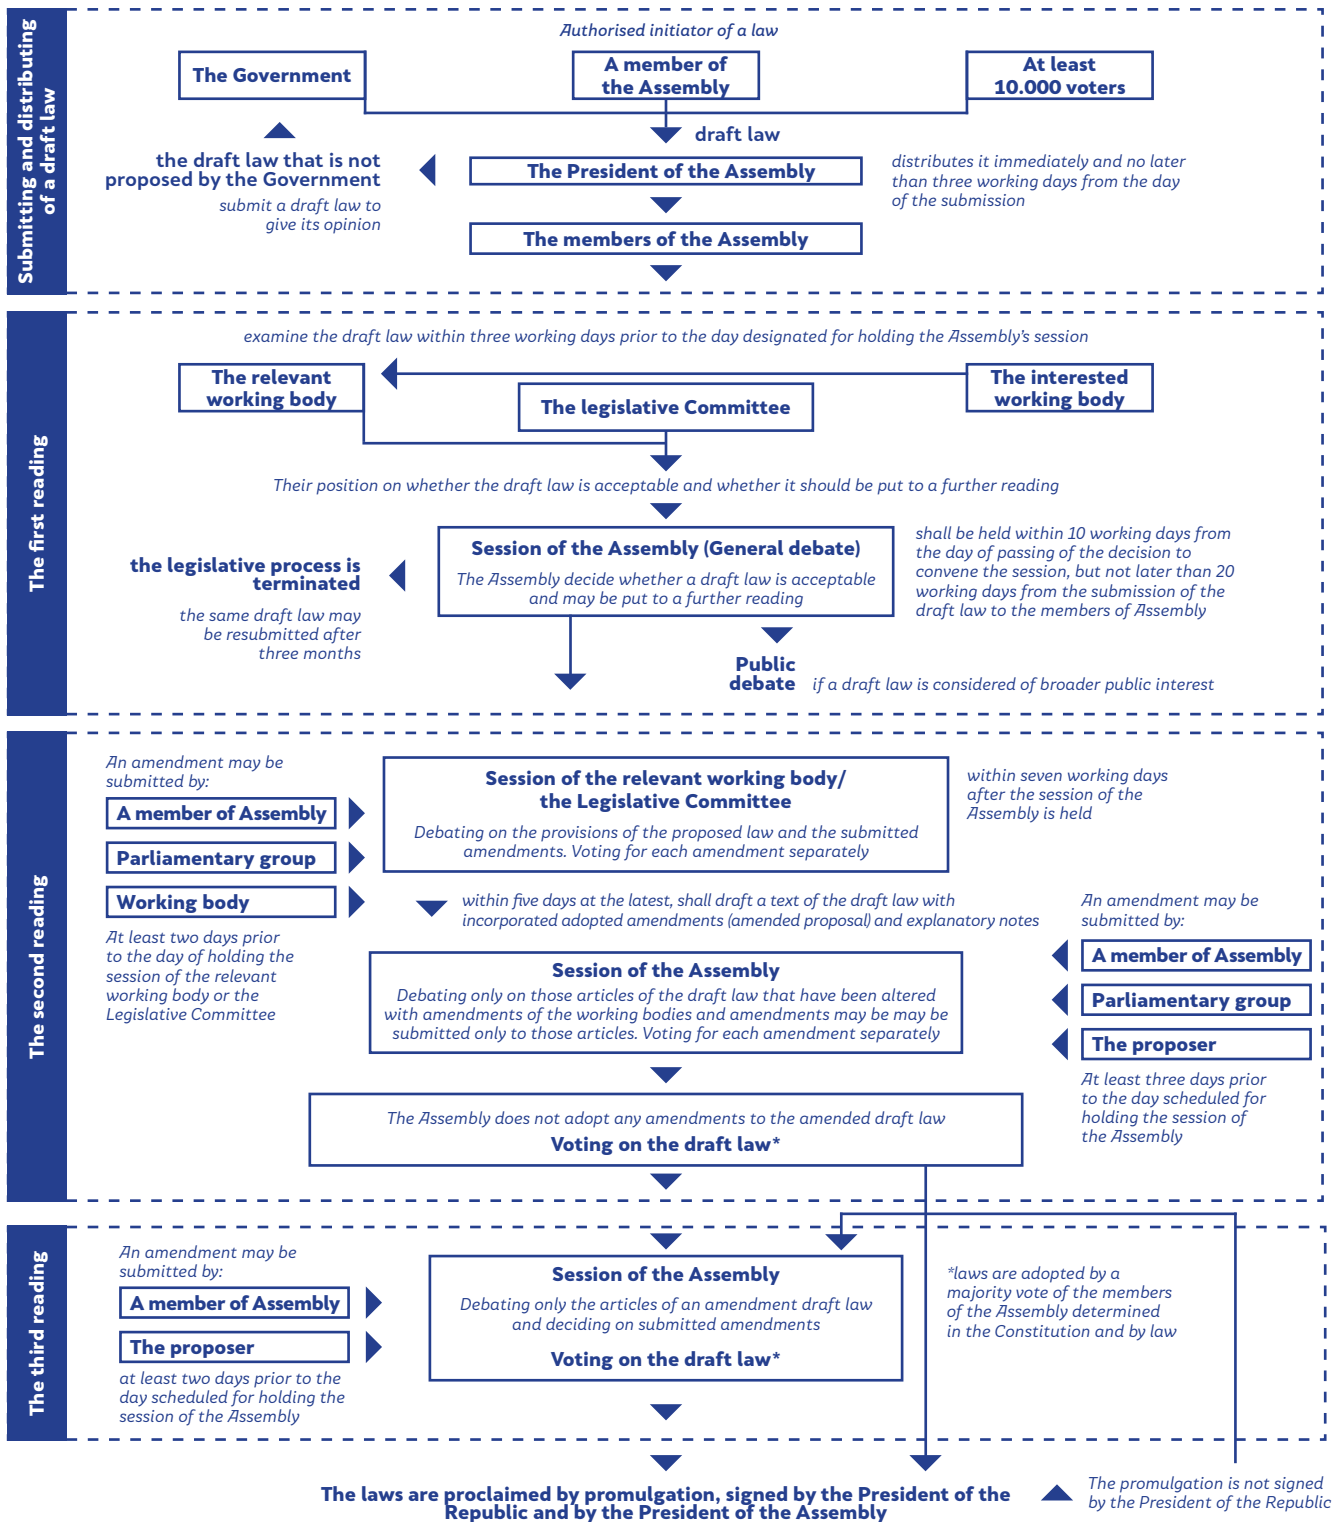 Submitting and distributing
of a draft law
Authorised initiator of a law
The Government
A member of
the Assembly
At least
10.000 voters
draft law
the draft law that is not
proposed by the Government
submit a draft law to
give its opinion
The President of the Assembly
distributes it immediately and no later
than three working days from the day
of the submission
The members of the Assembly
The first reading
examine the draft law within three working days prior to the day designated for holding the Assembly's session
The relevant
working body
The legislative Committee
The interested
working body
Their position on whether the draft law is acceptable and whether it should be put to a further reading
the legislative process is
terminated
the same draft law may
be resubmitted after
three months
Session of the Assembly (General debate)
The Assembly decide whether a draft law is acceptable
and may be put to a further reading
shall be held within 10 working days from
the day of passing of the decision to
convene the session, but not later than 20
working days from the submission of the
draft law to the members of Assembly
Public
debate
if a draft law is considered of broader public interest
The second reading
An amendment may be
submitted by:
A member of Assembly
Parliamentary group
Working body
At least two days prior
to the day of holding the
session of the relevant
working body or the
Legislative Committee
Session of the relevant working body/
the Legislative Committee
Debating on the provisions of the proposed law and the submitted
amendments. Voting for each amendment separately
within seven working days
after the session of the
Assembly is held
within five days at the latest, shall draft a text of the draft law with
incorporated adopted amendments (amended proposal) and explanatory notes
Session of the Assembly
Debating only on those articles of the draft law that have been altered
with amendments of the working bodies and amendments may be may be
submitted only to those articles. Voting for each amendment separately
An amendment may be
submitted by:
A member of Assembly
Parliamentary group
The proposer
At least three days prior
to the day scheduled for
holding the session of
the Assembly
The Assembly does not adopt any amendments to the amended draft law
Voting on the draft law*
The third reading
An amendment may be
submitted by:
A member of Assembly
The proposer
at least two days prior to the
day scheduled for holding the
session of the Assembly
Session of the Assembly
Debating only the articles of an amendment draft law
and deciding on submitted amendments
Voting on the draft law*
*laws are adopted by a
majority vote of the members
of the Assembly determined
in the Constitution and by law
The laws are proclaimed by promulgation, signed by the President of the
Republic and by the President of the Assembly
The promulgation is not signed
by the President of the Republic